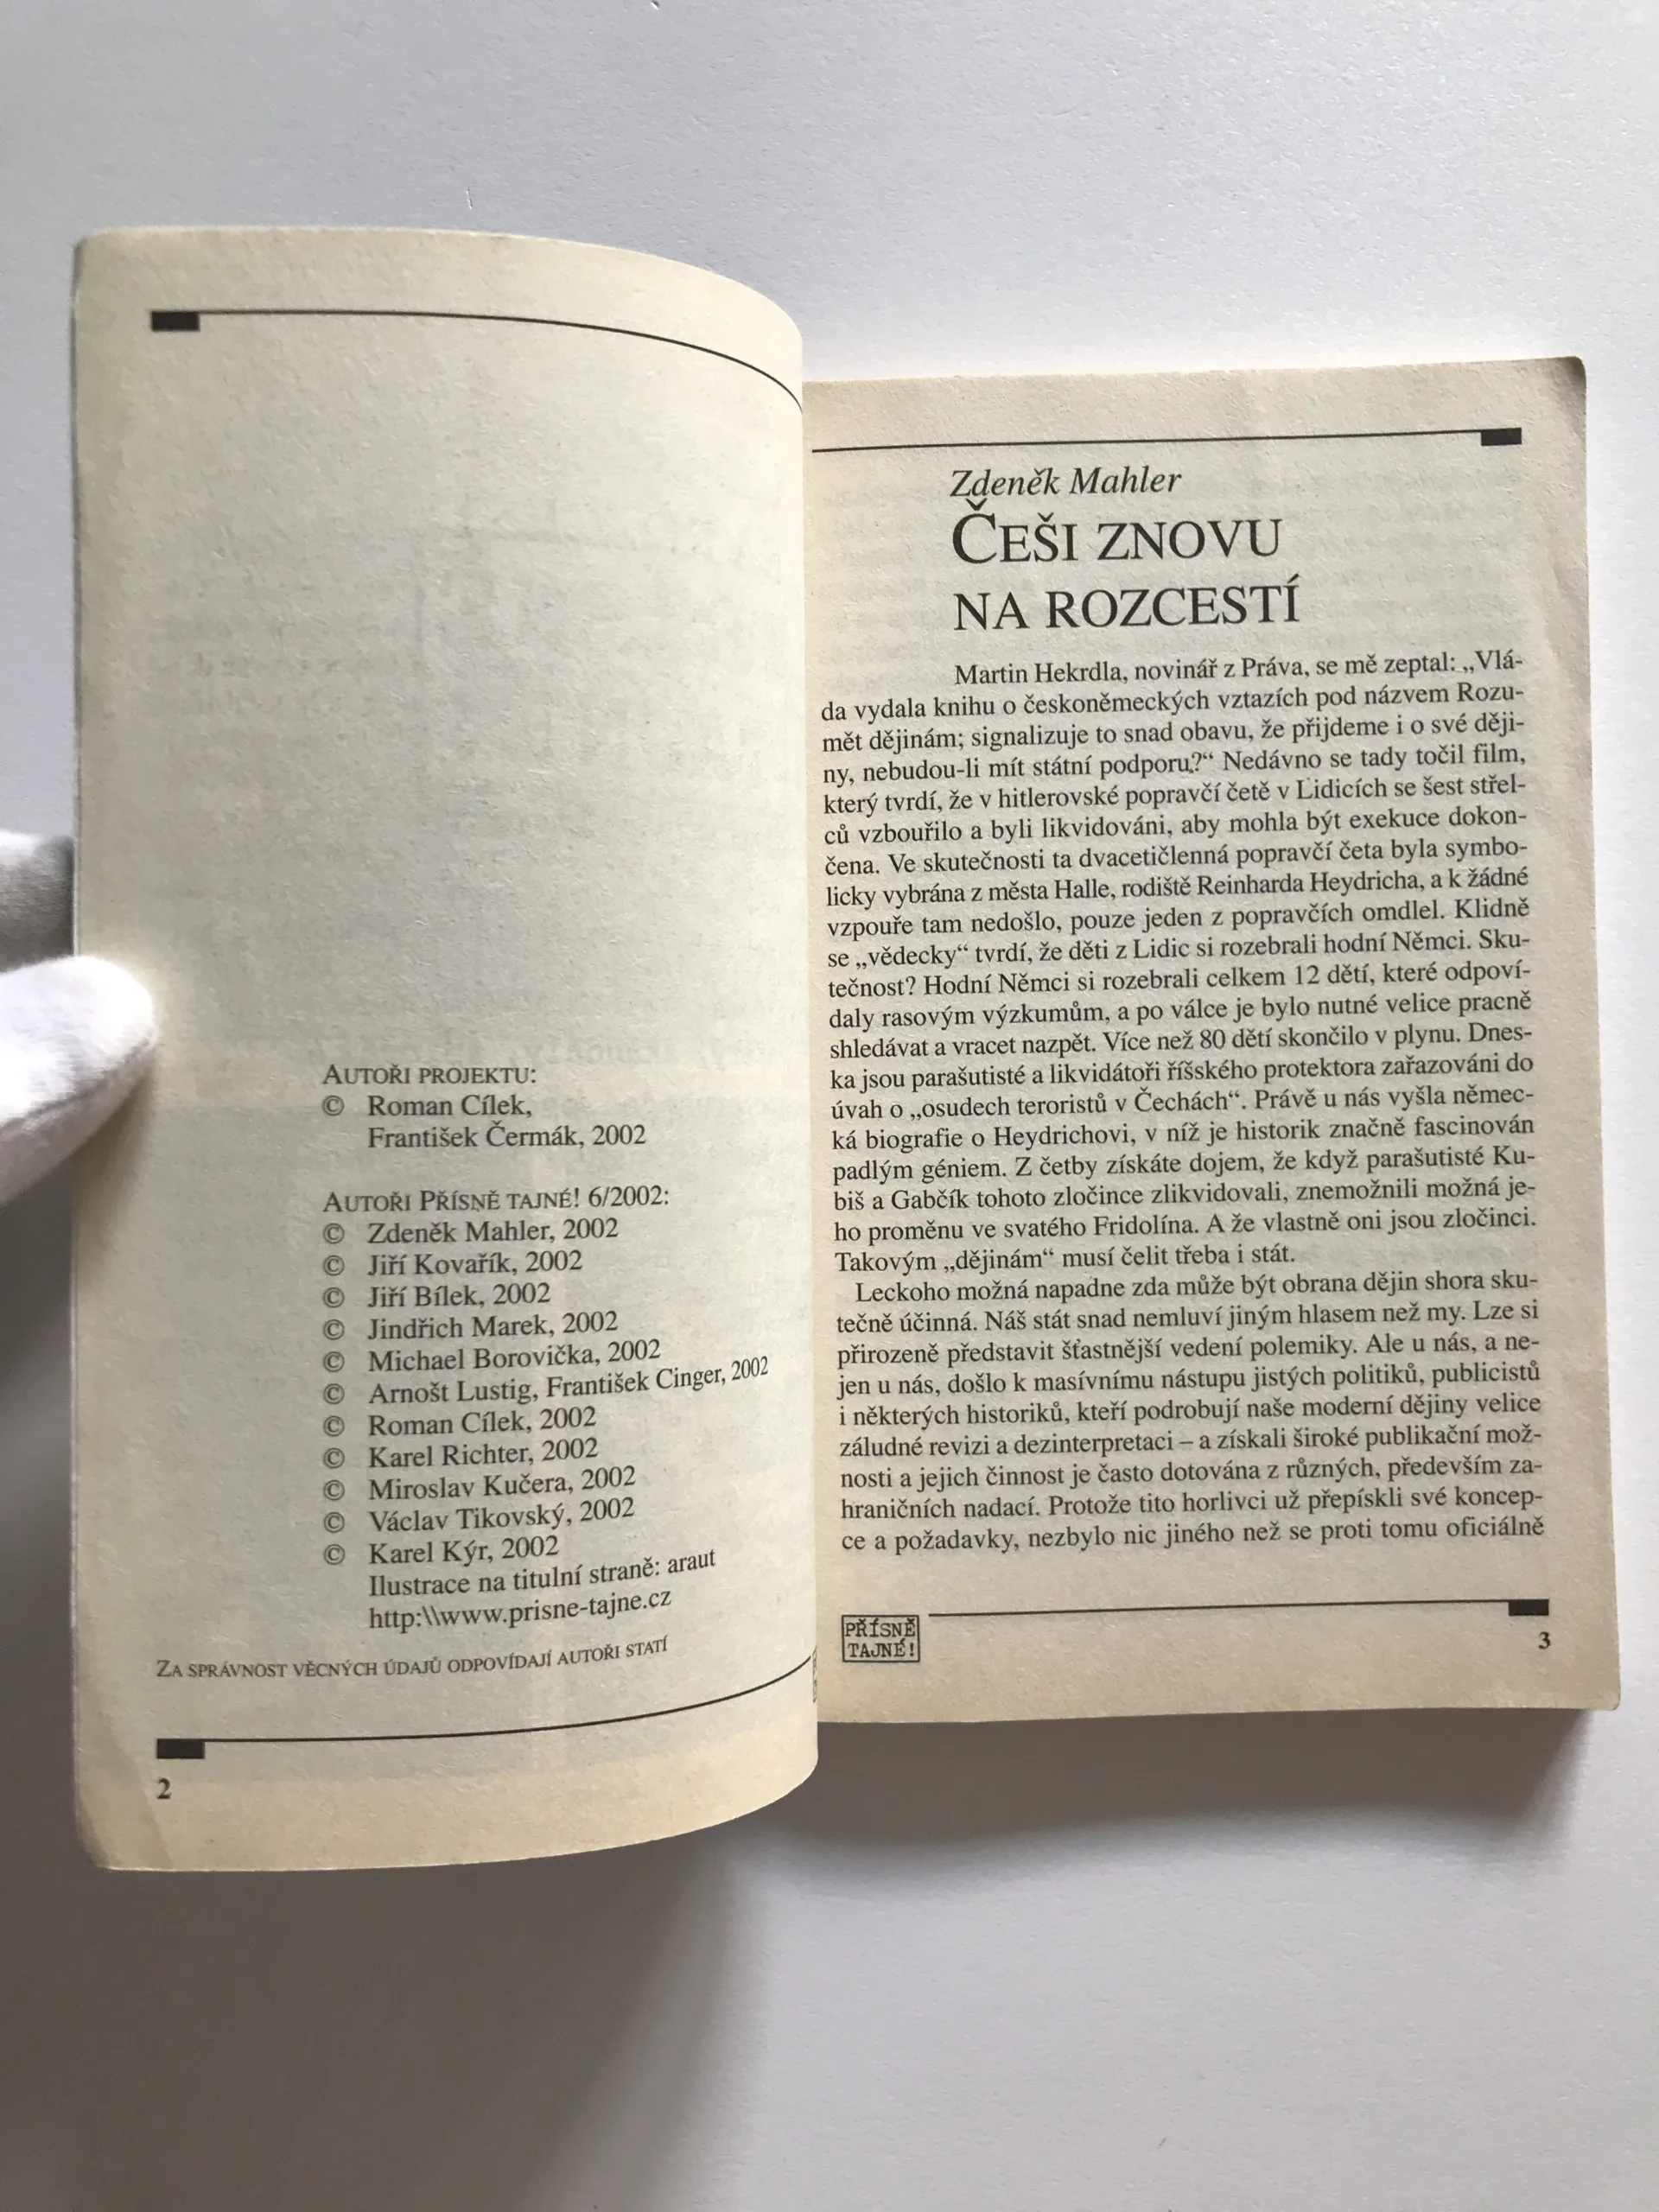 AUTOŘI PROJEKTU:
© Roman Cílek,
František Čermák, 2002
AUTOŘI PŘÍSNĚ TAJNÉ! 6/2002:
© Zdeněk Mahler, 2002
© Jiří Kovařík, 2002
© Jiří Bílek, 2002
© Jindřich Marek, 2002
© Michael Borovička, 2002
© Arnošt Lustig, František Cinger, 2002
© Roman Cílek, 2002
© Karel Richter, 2002
© Miroslav Kučera, 2002
© Václav Tikovský, 2002
© Karel Kýr, 2002
Ilustrace na titulní straně: araut
http:\\www.prisne-tajne.cz
ZA SPRÁVNOST VĚCNÝCH ÚDAJŮ ODPOVÍDAJÍ AUTOŘI STATÍ
2
Zdeněk Mahler
ČEŠI ZNOVU
NA ROZCESTÍ
Martin Hekrdla, novinář z Práva, se mě zeptal: „Vlá-
da vydala knihu o českoněmeckých vztazích pod názvem Rozu-
mět dějinám; signalizuje to snad obavu, že přijdeme i o své ději-
ny, nebudou-li mít státní podporu?“ Nedávno se tady točil film,
který tvrdí, že v hitlerovské popravčí četě v Lidicích se šest střel-
ců vzbouřilo a byli likvidováni, aby mohla být exekuce dokon-
čena. Ve skutečnosti ta dvacetičlenná popravčí četa byla symbo-
licky vybrána z města Halle, rodiště Reinharda Heydricha, a k žádné
vzpouře tam nedošlo, pouze jeden z popravčích omdlel. Klidně
se „vědecky“ tvrdí, že děti z Lidic si rozebrali hodní Němci. Sku-
tečnost? Hodní Němci si rozebrali celkem 12 dětí, které odpoví-
daly rasovým výzkumům, a po válce je bylo nutné velice pracně
shledávat a vracet nazpět. Více než 80 dětí skončilo v plynu. Dnes-
ka jsou parašutisté a likvidátoři říšského protektora zařazováni do
úvah o „osudech teroristů v Čechách“. Právě u nás vyšla němec-
ká biografie o Heydrichovi, v níž je historik značně fascinován
padlým géniem. Z četby získáte dojem, že když parašutisté Ku-
biš a Gabčík tohoto zločince zlikvidovali, znemožnili možná je-
ho proměnu ve svatého Fridolína. A že vlastně oni jsou zločinci.
Takovým „dějinám“ musí čelit třeba i stát.
Leckoho možná napadne zda může být obrana dějin shora sku-
tečně účinná. Náš stát snad nemluví jiným hlasem než my. Lze si
přirozeně představit šťastnější vedení polemiky. Ale u nás, a ne-
jen u nás, došlo k masívnímu nástupu jistých politiků, publicistů
i některých historiků, kteří podrobují naše moderní dějiny velice
záludné revizi a dezinterpretaci – a získali široké publikační mož-
nosti a jejich činnost je často dotována z různých, především za-
hraničních nadací. Protože tito horlivci už přepískli své koncep-
ce a požadavky, nezbylo nic jiného než se proti tomu oficiálně
PŘÍSNĚ
TAJNÉ!
3